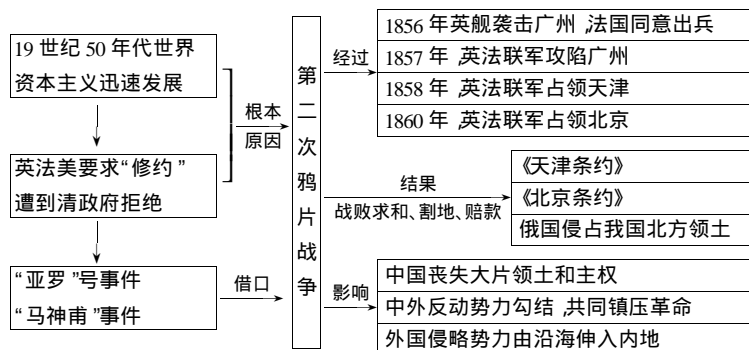 19 世纪 50 年代世界
资本主义迅速发展
英法美要求“修约”
遭到清政府拒绝
“亚罗”号事件
“马神甫”事件
根本
原因
借口
第二次鸦片战争
经过
1856 年英舰袭击广州,法国同意出兵
1857 年,英法联军攻陷广州
1858 年,英法联军占领天津
1860 年,英法联军占领北京
结果
战败求和、割地、赔款
《天津条约》
《北京条约》
俄国侵占我国北方领土
影响
中国丧失大片领土和主权
中外反动势力勾结,共同镇压革命
外国侵略势力由沿海伸入内地